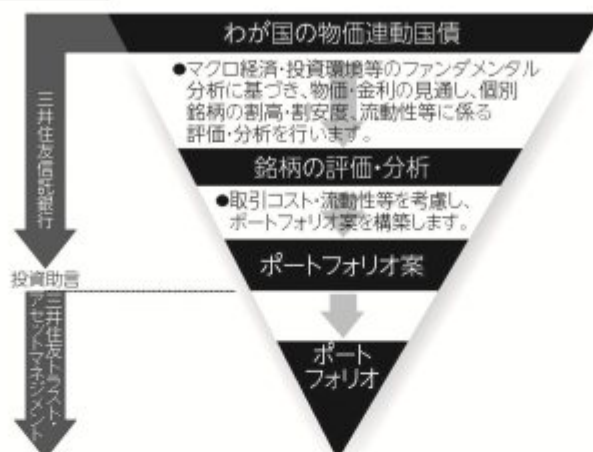 わが国の物価連動国債
●マクロ経済・投資環境等のファンダメンタル
分析に基づき、物価・金利の見通し、個別
銘柄の割高・割安度、流動性等に係る
評価・分析を行います。
銘柄の評価・分析
●取引コスト・流動性等を考慮し、
ポートフォリオ案を構築します。
ポートフォリオ案
ポート
フォリオ
三井住友信託銀行
投資助言
三井住友トラスト・
アセットマネジメント